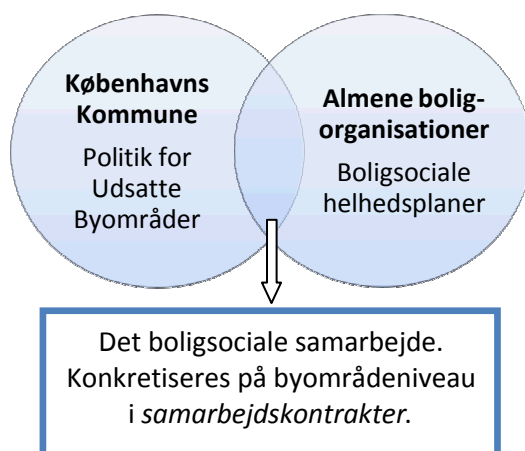 Københavns
Kommune
Politik for
Udsatte
Byområder
Almene bolig-
organisationer
Boligsociale
helhedsplaner
Det boligsociale samarbejde.
Konkretiseres på byområdeniveau
i samarbejdskontrakter.